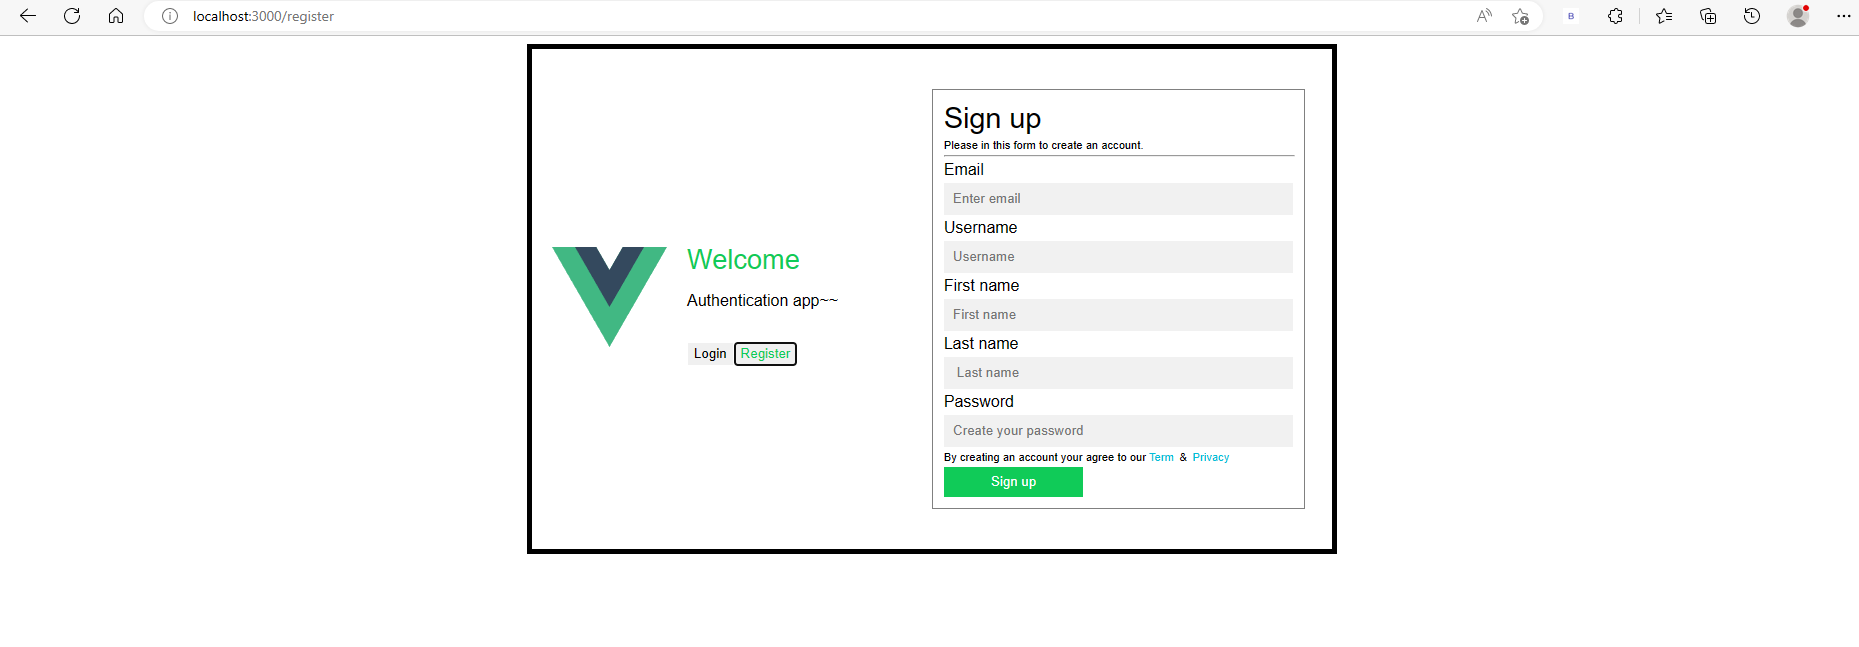 localhost:3000/register
B
Welcome
Authentication app~~
Login Register
Sign up
Please in this form to create an account.
Email
Enter email
Username
Username
First name
First name
Last name
Last name
Password
Create your password
By creating an account your agree to our Term & Privacy
Sign up